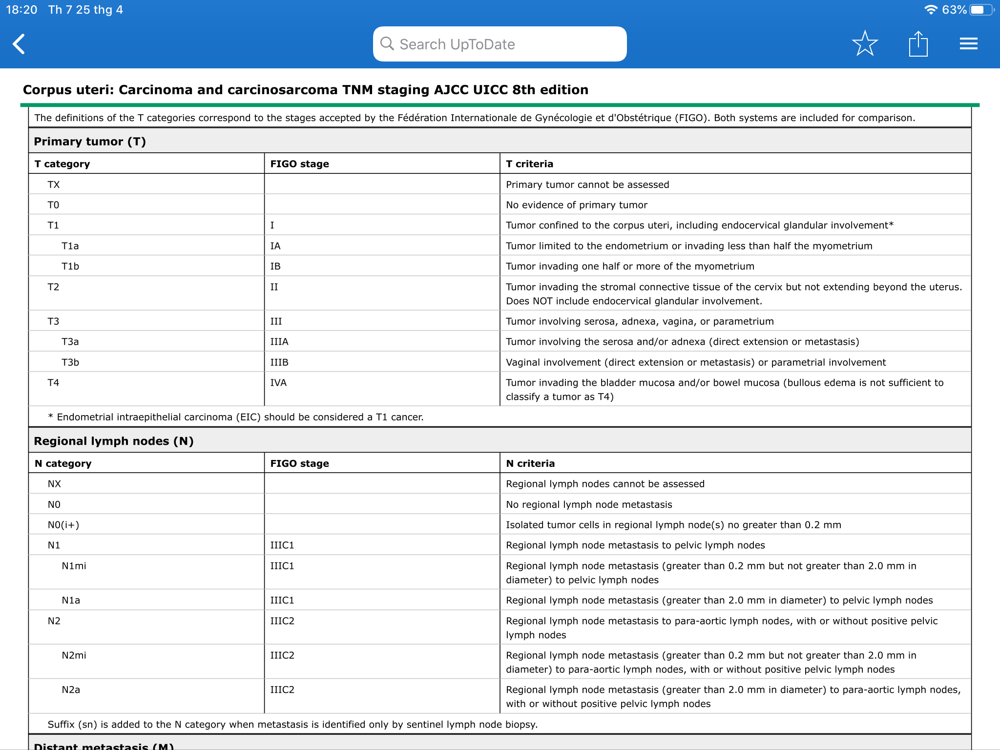 18:20 Th 7 25 thg 4 63%
Search UpToDate
Corpus uteri: Carcinoma and carcinosarcoma TNM staging AJCC UICC 8th edition
The definitions of the T categories correspond to the stages accepted by the Fédération Internationale de Gynécologie et d'Obstétrique (FIGO). Both systems are included for comparison.
Primary tumor (T)
T category FIGO stage T criteria
TX Primary tumor cannot be assessed
T0 No evidence of primary tumor
T1 I Tumor confined to the corpus uteri, including endocervical glandular involvement*
T1a IA Tumor limited to the endometrium or invading less than half the myometrium
T1b IB Tumor invading one half or more of the myometrium
T2 II Tumor invading the stromal connective tissue of the cervix but not extending beyond the uterus.
Does NOT include endocervical glandular involvement.
T3 III Tumor involving serosa, adnexa, vagina, or parametrium
T3a IIIA Tumor involving the serosa and/or adnexa (direct extension or metastasis)
T3b IIIB Vaginal involvement (direct extension or metastasis) or parametrial involvement
T4 IVA Tumor invading the bladder mucosa and/or bowel mucosa (bullous edema is not sufficient to
classify a tumor as T4)
* Endometrial intraepithelial carcinoma (EIC) should be considered a T1 cancer.
Regional lymph nodes (N)
N category FIGO stage N criteria
NX Regional lymph nodes cannot be assessed
N0 No regional lymph node metastasis
N0(i+) Isolated tumor cells in regional lymph node(s) no greater than 0.2 mm
N1 IIIC1 Regional lymph node metastasis to pelvic lymph nodes
N1mi IIIC1 Regional lymph node metastasis (greater than 0.2 mm but not greater than 2.0 mm in
diameter) to pelvic lymph nodes
N1a IIIC1 Regional lymph node metastasis (greater than 2.0 mm in diameter) to pelvic lymph nodes
N2 IIIC2 Regional lymph node metastasis to para-aortic lymph nodes, with or without positive pelvic
lymph nodes
N2mi IIIC2 Regional lymph node metastasis (greater than 0.2 mm but not greater than 2.0 mm in
diameter) to para-aortic lymph nodes, with or without positive pelvic lymph nodes
N2a IIIC2 Regional lymph node metastasis (greater than 2.0 mm in diameter) to para-aortic lymph nodes,
with or without positive pelvic lymph nodes
Suffix (sn) is added to the N category when metastasis is identified only by sentinel lymph node biopsy.
Distant metastasis (M)